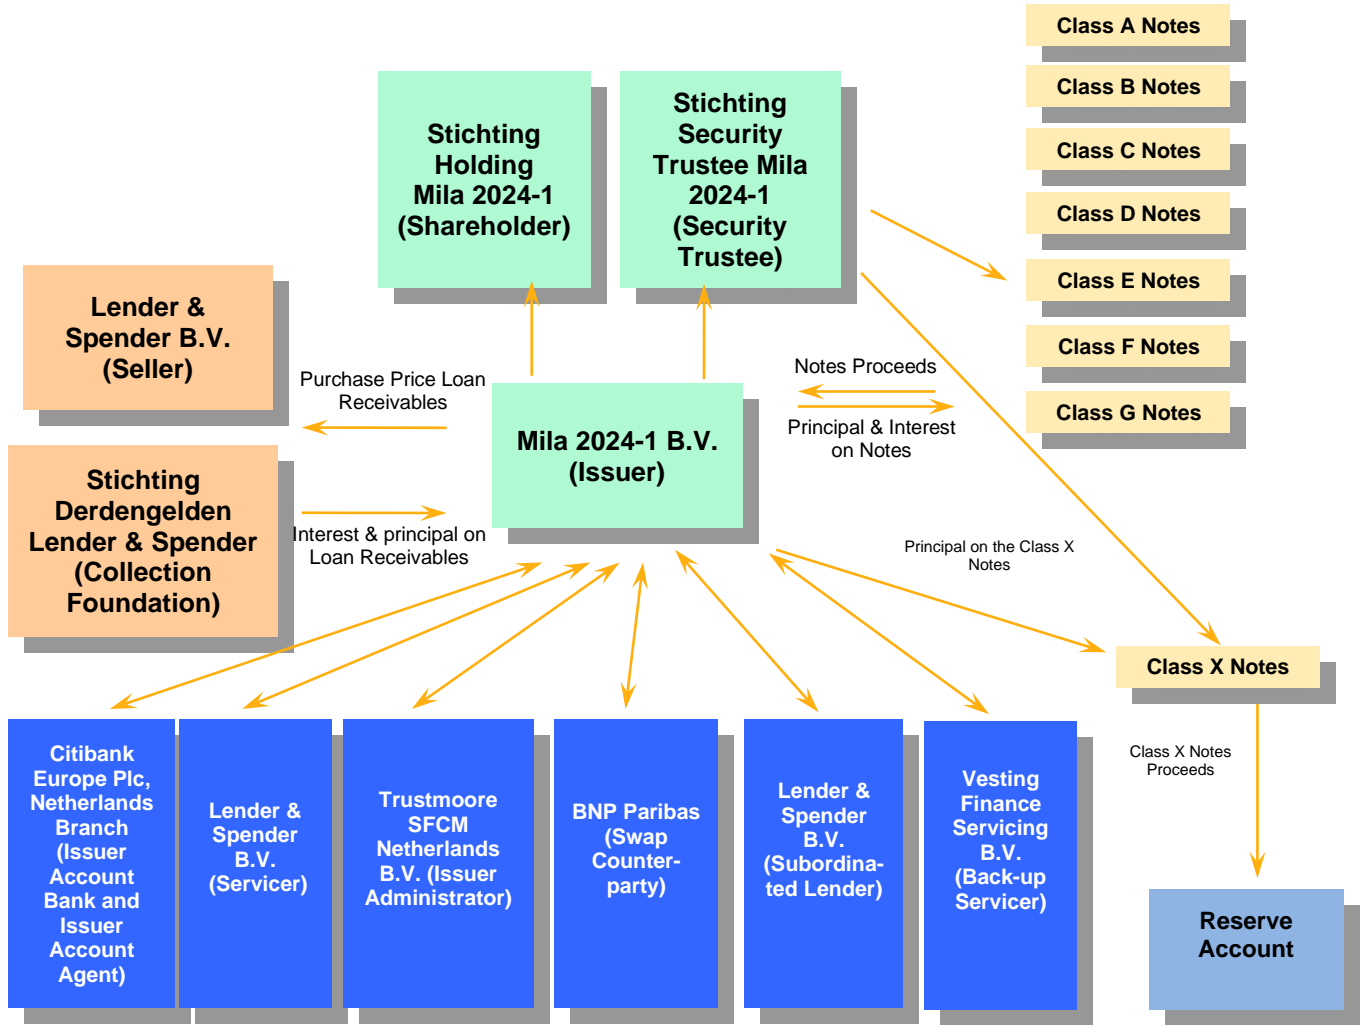 Class A Notes
Class B Notes
Class C Notes
Class D Notes
Class E Notes
Class F Notes
Class G Notes
Stichting
Holding
Mila 2024-1
(Shareholder)
Stichting
Security
Trustee Mila
2024-1
(Security
Trustee)
Lender &
Spender B.V.
(Seller)
Purchase Price Loan
Receivables
Mila 2024-1 B.V.
(Issuer)
Notes Proceeds
Principal & Interest
on Notes
Stichting
Derdengelden
Lender & Spender
(Collection
Foundation)
Interest & principal on
Loan Receivables
Principal on the Class X
Notes
Class X Notes
Class X Notes
Proceeds
Citibank
Europe Plc,
Netherlands
Branch
(Issuer
Account
Bank and
Issuer
Account
Agent)
Lender &
Spender
B.V.
(Servicer)
Trustmoore
SFCM
Netherlands
B.V. (Issuer
Administrator)
BNP Paribas
(Swap
Counter-
party)
Lender &
Spender
B.V.
(Subordina-
ted Lender)
Vesting
Finance
Servicing
B.V.
(Back-up
Servicer)
Reserve
Account